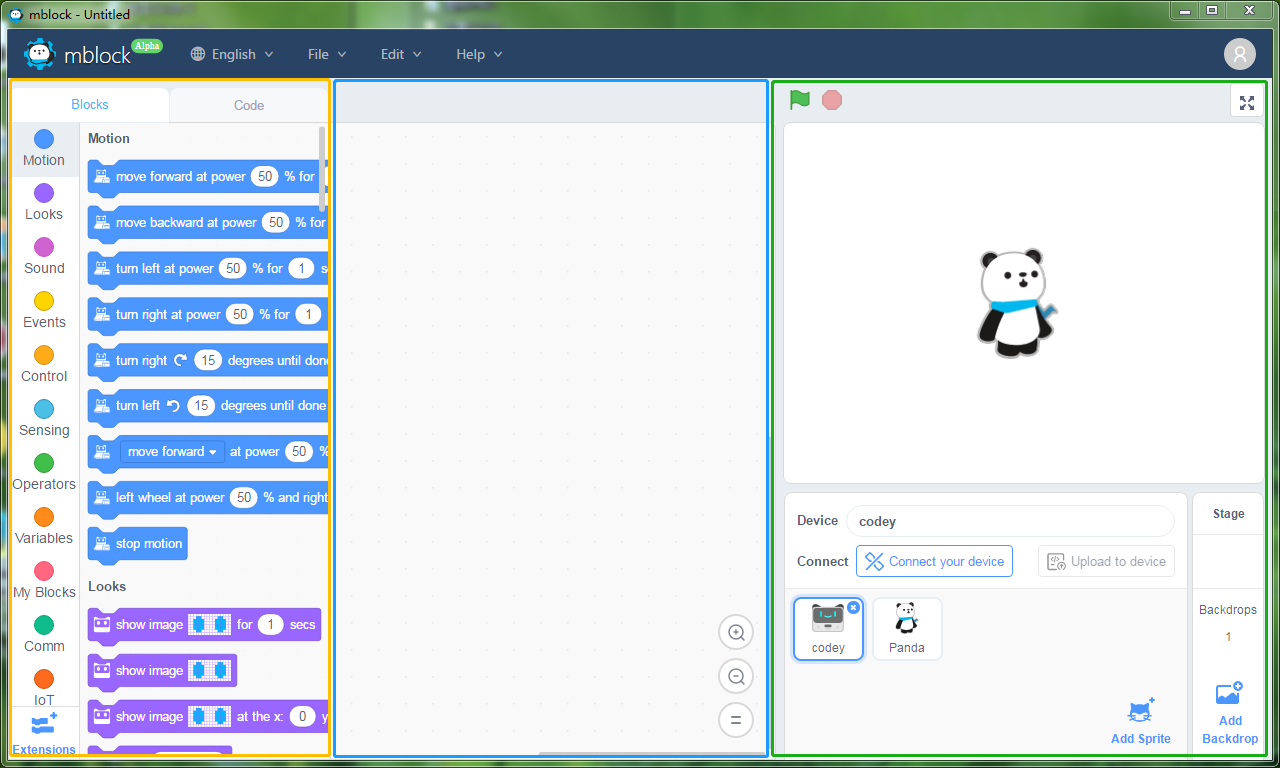 mblock - Untitled
mblock Alpha English File Edit Help
Blocks Code
Motion
Looks
Sound
Events
Control
Sensing
Operators
Variables
My Blocks
Comm
IoT
Extensions
Motion
move forward at power 50 % for
move backward at power 50 % for
turn left at power 50 % for 1 s
turn right at power 50 % for 1
turn right 15 degrees until done
turn left 15 degrees until done
move forward at power 50 %
left wheel at power 50 % and right
stop motion
Looks
show image for 1 secs
show image
show image at the x: 0 y
Device codey
Connect Connect your device Upload to device
codey Panda
Add Sprite
Stage
Backdrops
1
Add
Backdrop